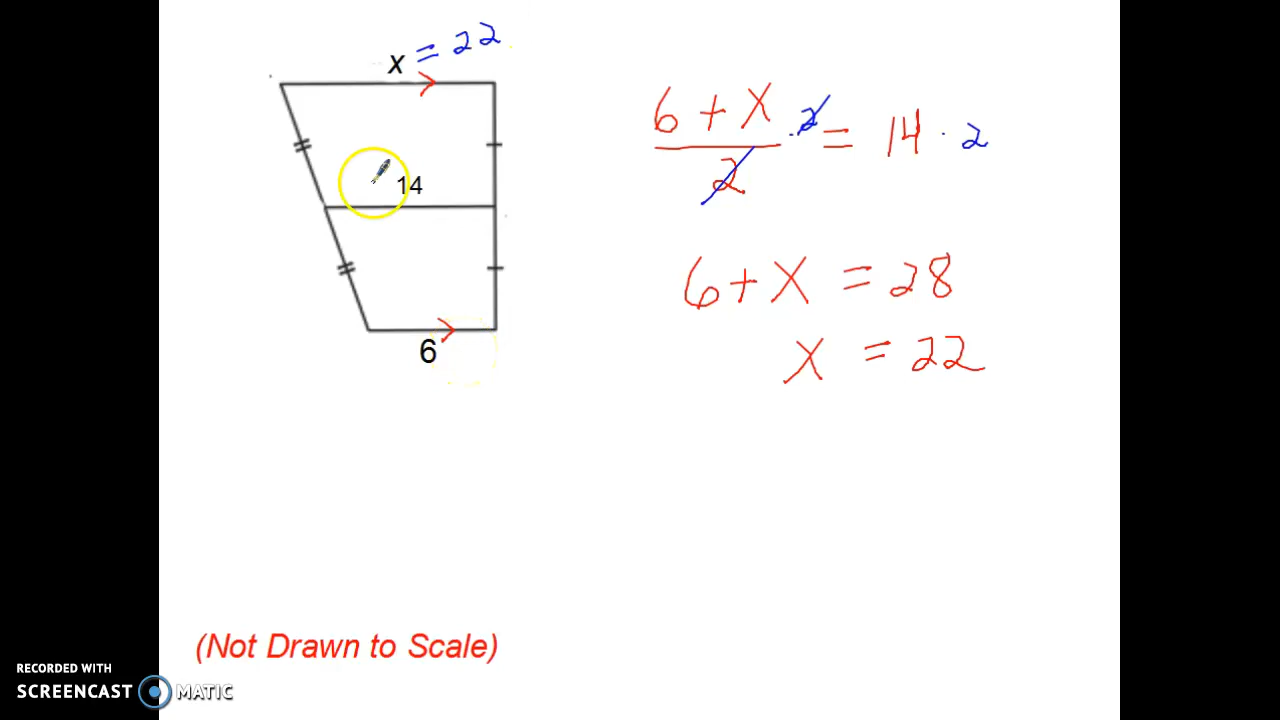 x = 22
14
6
6 + X / 2 · 2 = 14 · 2
6 + X = 28
X = 22
(Not Drawn to Scale)
RECORDED WITH
SCREENCAST MATIC